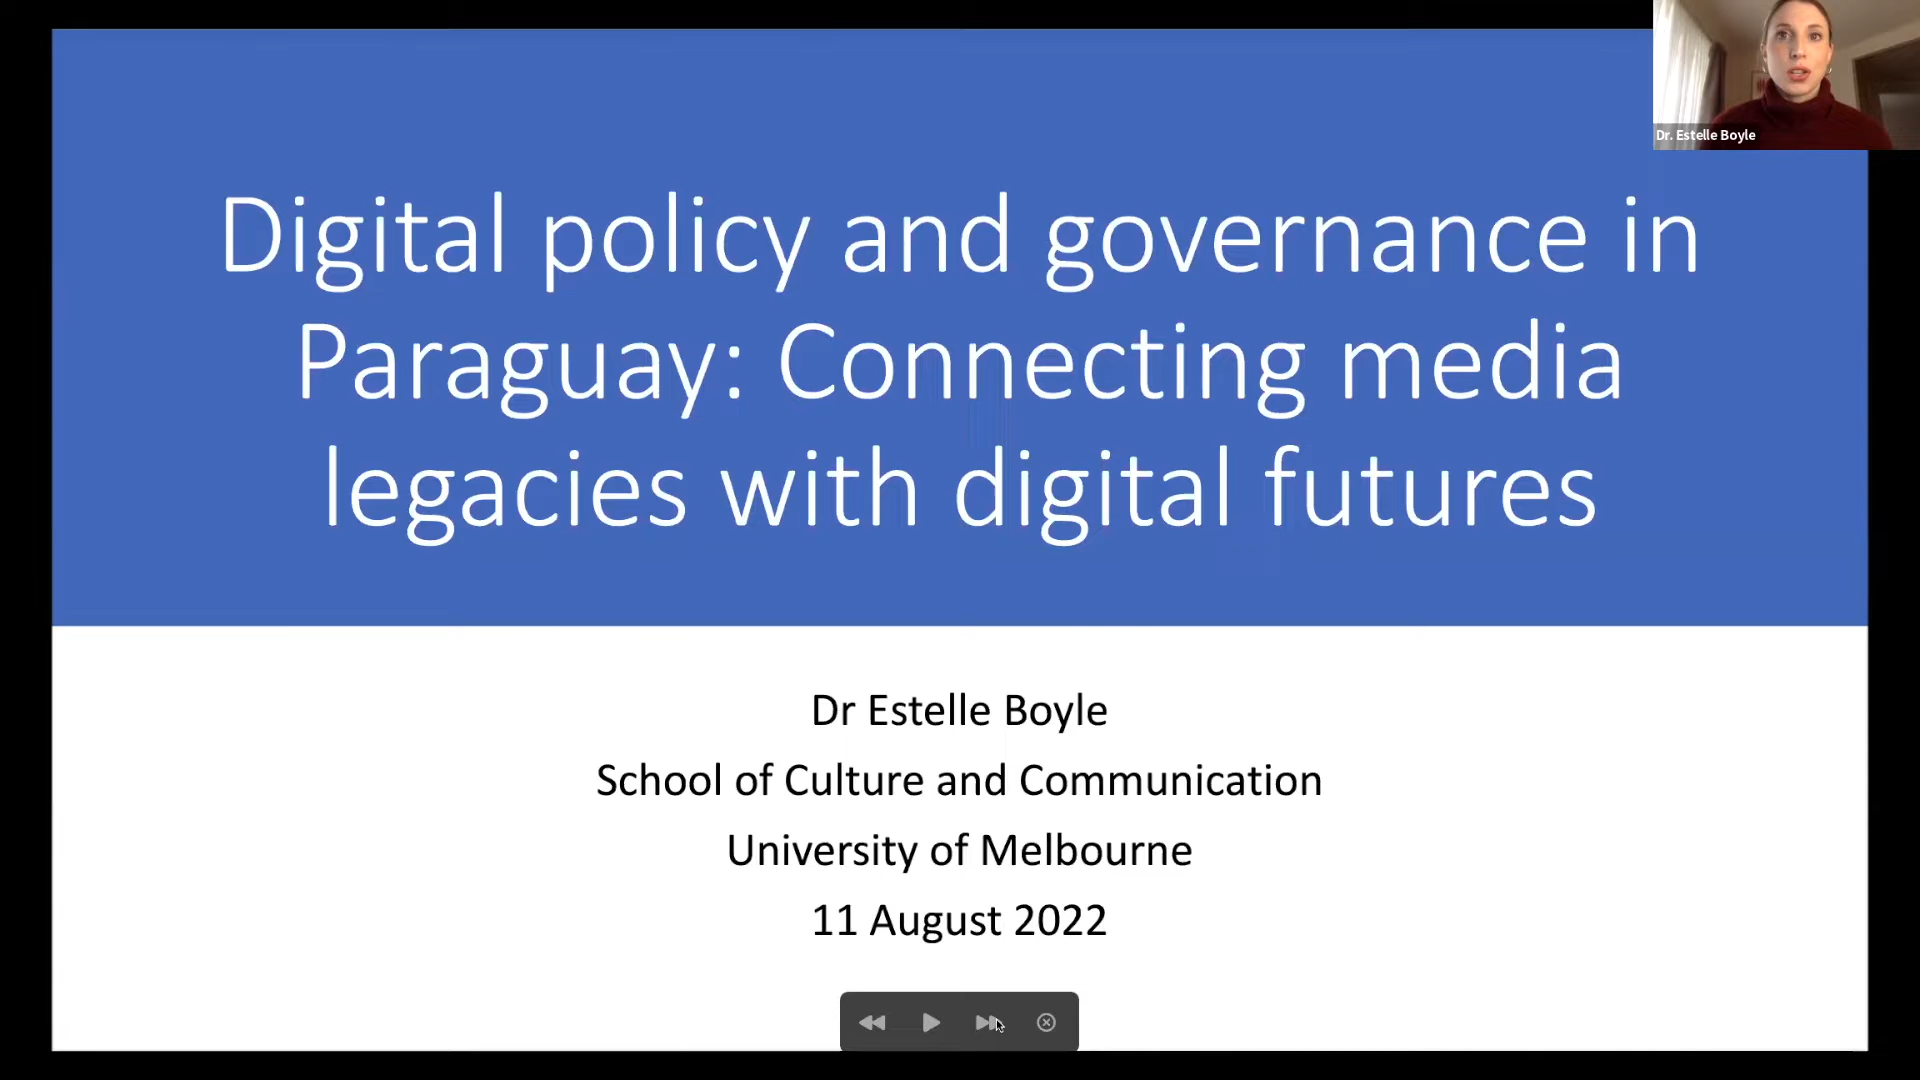 Dr. Estelle Boyle
Digital policy and governance in
Paraguay: Connecting media
legacies with digital futures
Dr Estelle Boyle
School of Culture and Communication
University of Melbourne
11 August 2022